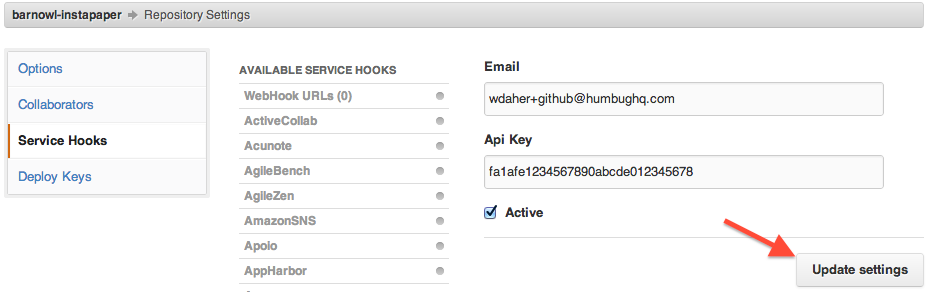 barnowl-instapaper Repository Settings
Options
Collaborators
Service Hooks
Deploy Keys
AVAILABLE SERVICE HOOKS
WebHook URLs (0)
ActiveCollab
Acunote
AgileBench
AgileZen
AmazonSNS
Apoio
AppHarbor
Email
wdaher+github@humbughq.com
Api Key
fa1afe1234567890abcde012345678
Active
Update settings